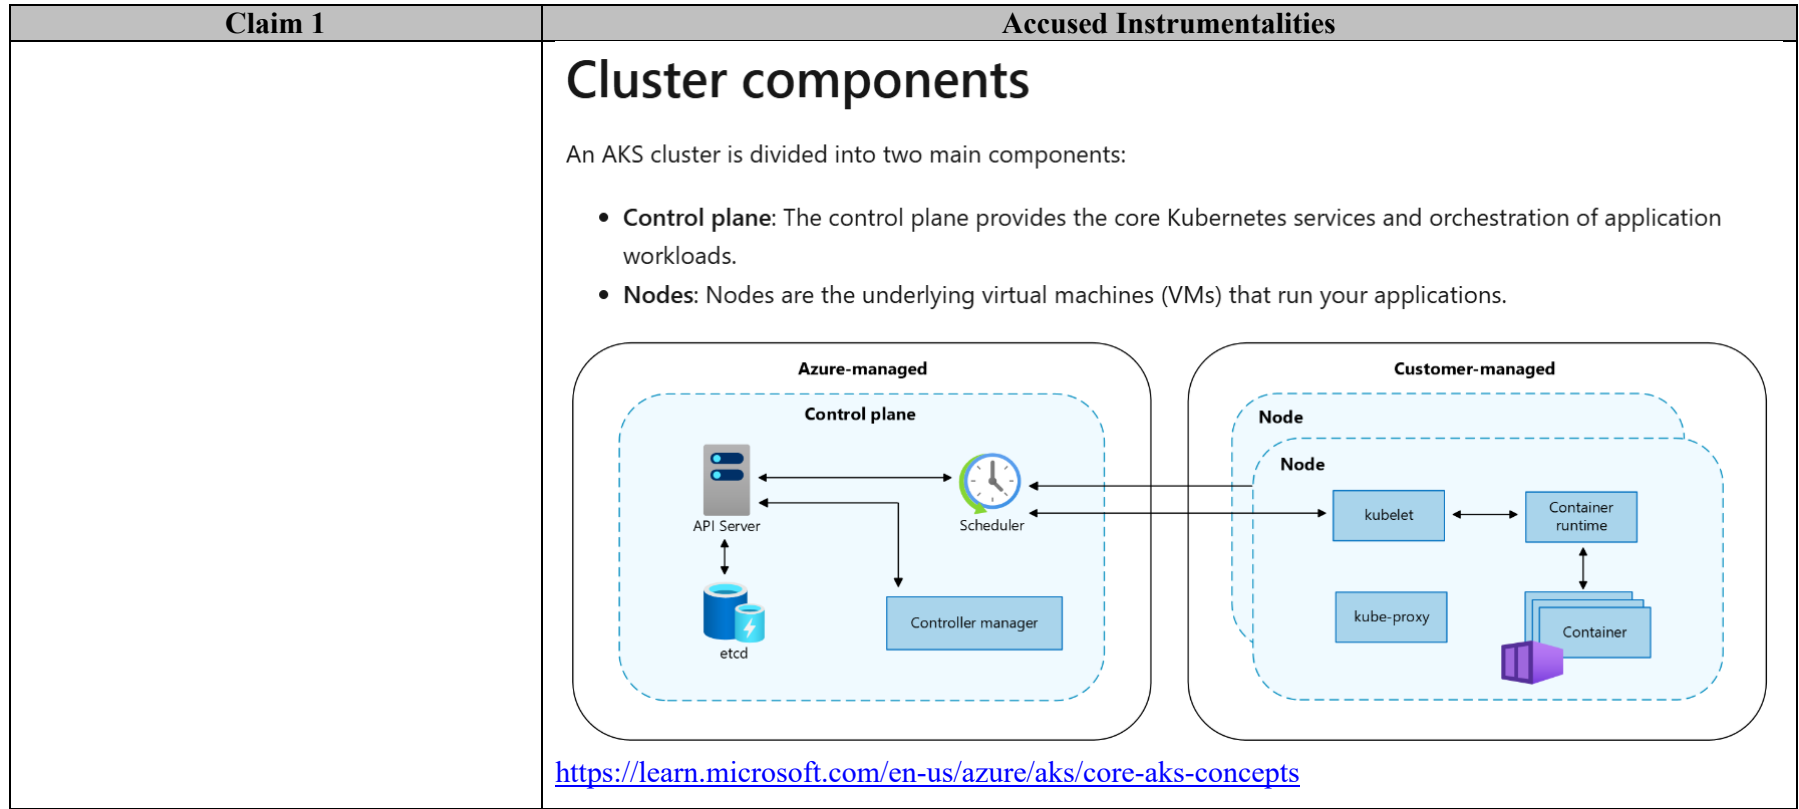 Claim 1
Accused Instrumentalities
Cluster components
An AKS cluster is divided into two main components:
• Control plane: The control plane provides the core Kubernetes services and orchestration of application
workloads.
• Nodes: Nodes are the underlying virtual machines (VMs) that run your applications.
Azure-managed
Control plane
API Server
Scheduler
etcd
Controller manager
Customer-managed
Node
Node
kubelet
Container
runtime
kube-proxy
Container
https://learn.microsoft.com/en-us/azure/aks/core-aks-concepts